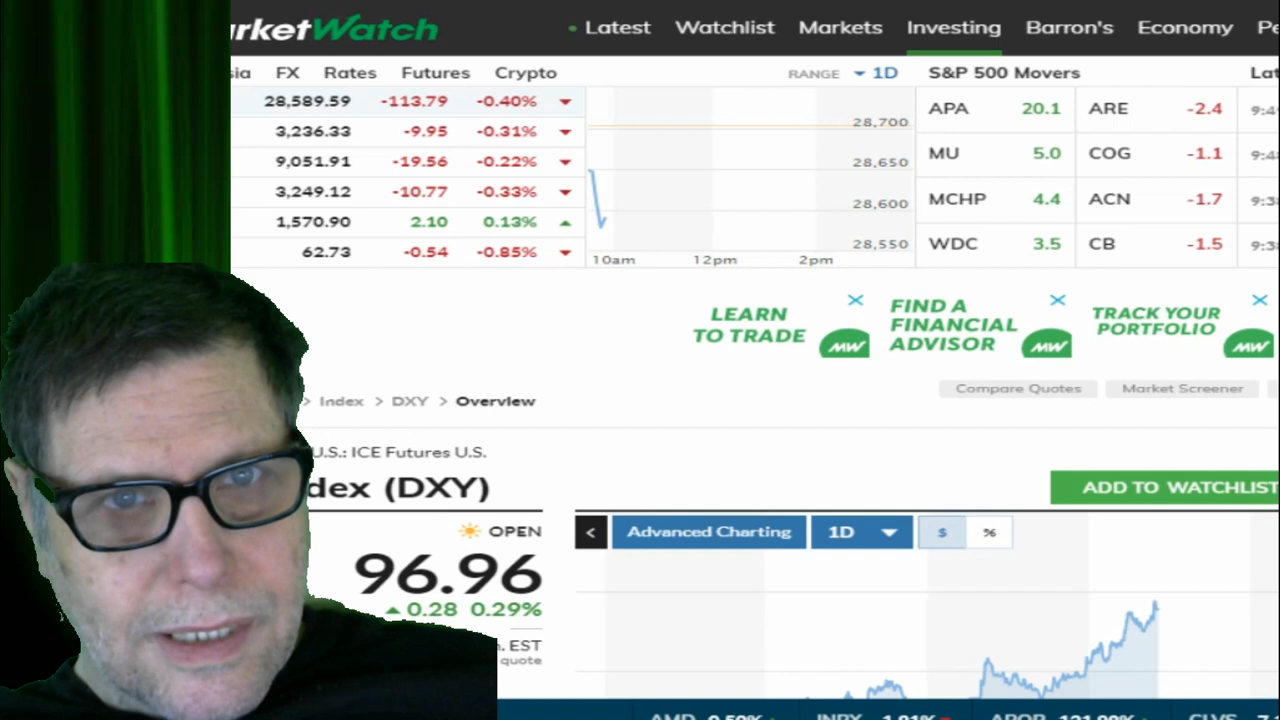 arketWatch
Latest Watchlist Markets Investing Barron's Economy Pe
sia FX Rates Futures Crypto
RANGE 1D
S&P 500 Movers
Lat
28,589.59 -113.79 -0.40%
3,236.33 -9.95 -0.31%
9,051.91 -19.56 -0.22%
3,249.12 -10.77 -0.33%
1,570.90 2.10 0.13%
62.73 -0.54 -0.85%
28,700
28,650
28,600
28,550
10am 12pm 2pm
APA 20.1 ARE -2.4
MU 5.0 COG -1.1
MCHP 4.4 ACN -1.7
WDC 3.5 CB -1.5
LEARN
TO TRADE
MW
FIND A
FINANCIAL
ADVISOR
MW
TRACK YOUR
PORTFOLIO
MW
Compare Quotes Market Screener
> Index > DXY > Overview
U.S.: ICE Futures U.S.
dex (DXY)
ADD TO WATCHLIST
OPEN
96.96
0.28 0.29%
EST
quote
< Advanced Charting 1D $ %